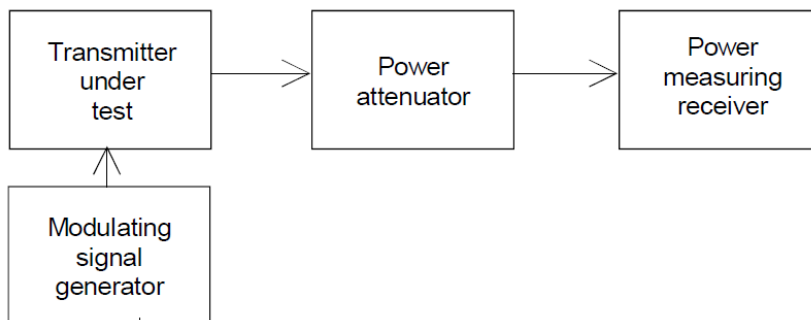 Transmitter
under
test
Power
attenuator
Power
measuring
receiver
Modulating
signal
generator